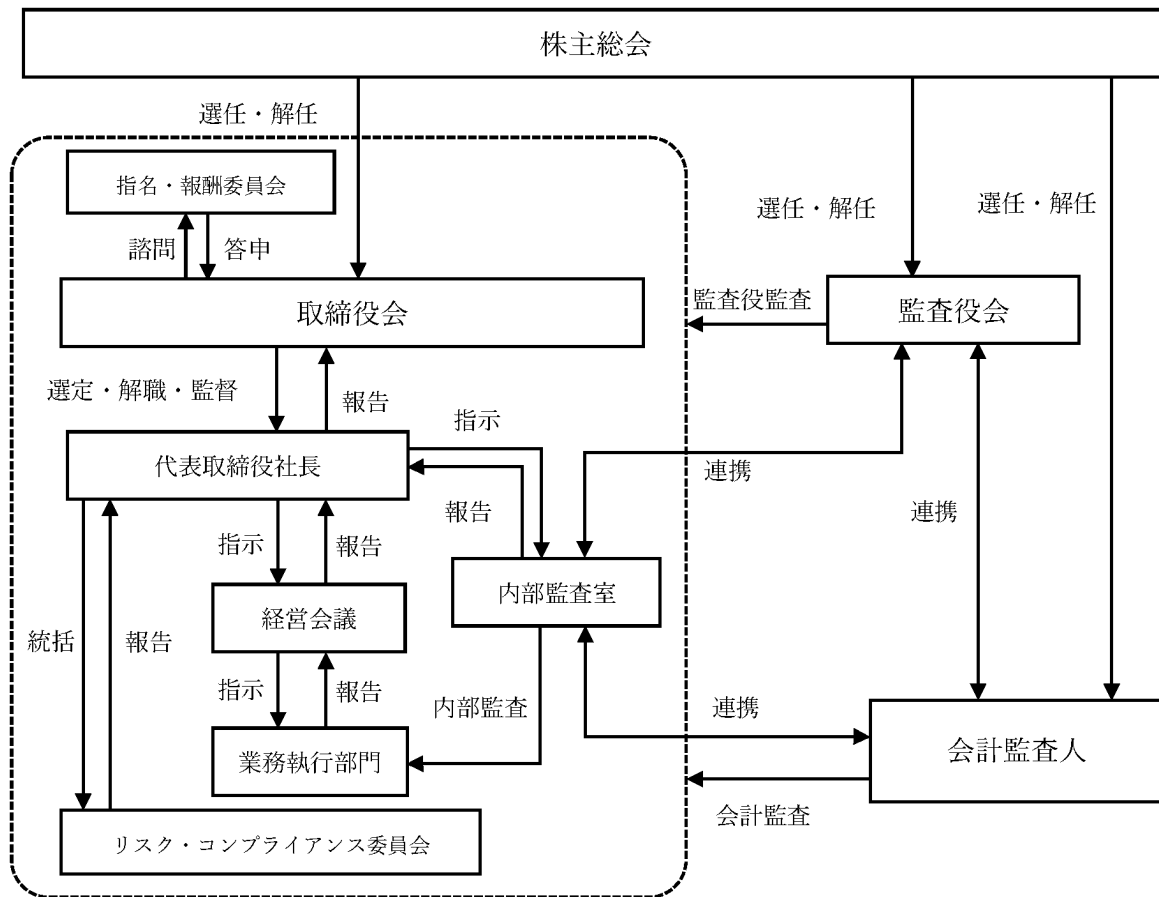 株主総会
選任・解任
指名・報酬委員会
選任・解任
選任・解任
諮問
答申
取締役会
監査役監査
監査役会
選定・解職・監督
報告
指示
代表取締役社長
連携
報告
連携
指示
報告
内部監査室
経営会議
統括
報告
指示
報告
内部監査
連携
業務執行部門
会計監査人
会計監査
リスク・コンプライアンス委員会